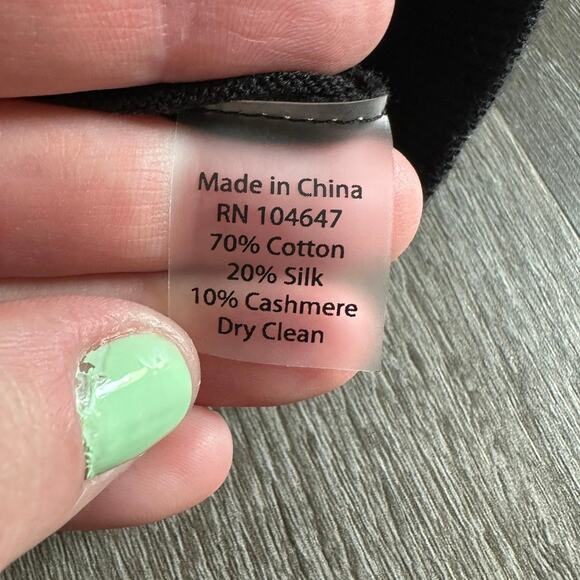 Made in China
RN 104647
70% Cotton
20% Silk
10% Cashmere
Dry Clean